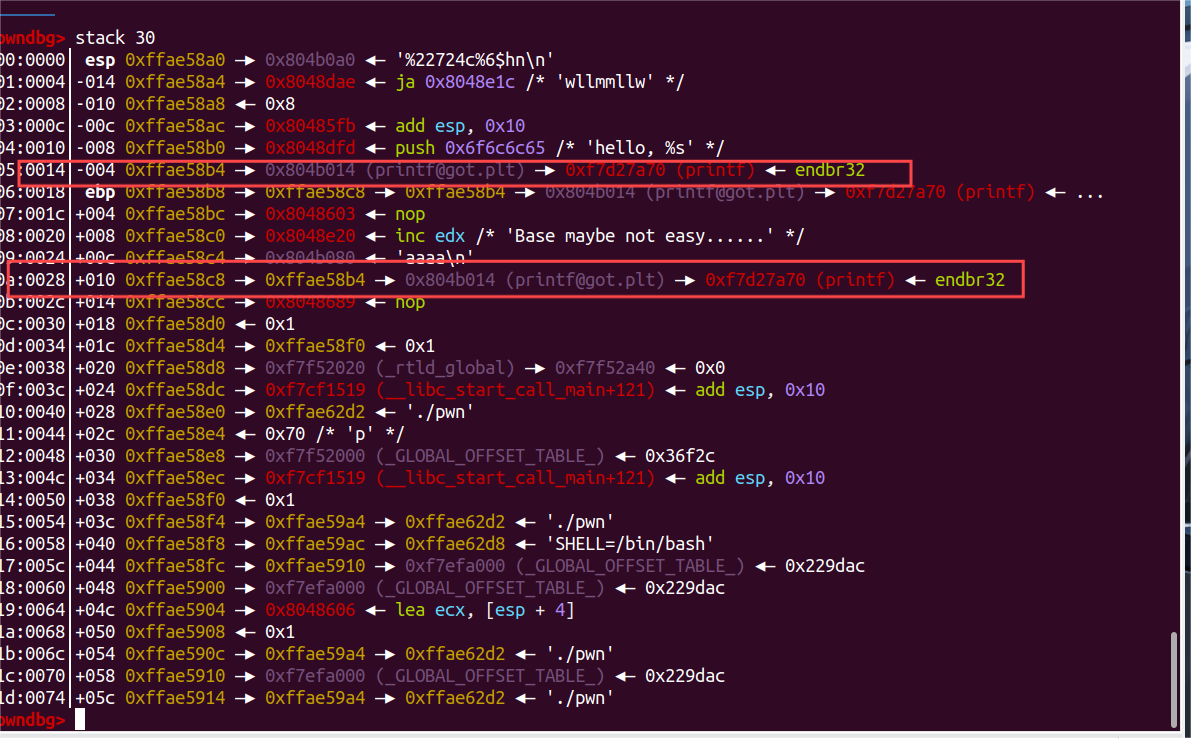 pwndbg> stack 30
00:0000│ esp 0xffae58a0 —▸ 0x804b0a0 ◂— '%22724c%6$hn\n'
01:0004│-014 0xffae58a4 —▸ 0x8048dae ◂— ja 0x8048e1c /* 'wllmmllw' */
02:0008│-010 0xffae58a8 ◂— 0x8
03:000c│-00c 0xffae58ac —▸ 0x80485fb ◂— add esp, 0x10
04:0010│-008 0xffae58b0 —▸ 0x8048dfd ◂— push 0x6f6c6c65 /* 'hello, %s' */
05:0014│-004 0xffae58b4 —▸ 0x804b014 (printf@got.plt) —▸ 0xf7d27a70 (printf) ◂— endbr32
06:0018│ ebp 0xffae58b8 —▸ 0xffae58c8 —▸ 0xffae58b4 —▸ 0x804b014 (printf@got.plt) —▸ 0xf7d27a70 (printf) ◂— ...
07:001c│+004 0xffae58bc —▸ 0x8048603 ◂— nop
08:0020│+008 0xffae58c0 —▸ 0x8048e20 ◂— inc edx /* 'Base maybe not easy......' */
09:0024│+00c 0xffae58c4 —▸ 0x804b080 ◂— 'aaaa\n'
0a:0028│+010 0xffae58c8 —▸ 0xffae58b4 —▸ 0x804b014 (printf@got.plt) —▸ 0xf7d27a70 (printf) ◂— endbr32
0b:002c│+014 0xffae58cc —▸ 0x8048689 ◂— nop
0c:0030│+018 0xffae58d0 ◂— 0x1
0d:0034│+01c 0xffae58d4 —▸ 0xffae58f0 ◂— 0x1
0e:0038│+020 0xffae58d8 —▸ 0xf7f52020 (_rtld_global) —▸ 0xf7f52a40 ◂— 0x0
0f:003c│+024 0xffae58dc —▸ 0xf7cf1519 (__libc_start_call_main+121) ◂— add esp, 0x10
10:0040│+028 0xffae58e0 —▸ 0xffae62d2 ◂— './pwn'
11:0044│+02c 0xffae58e4 ◂— 0x70 /* 'p' */
12:0048│+030 0xffae58e8 —▸ 0xf7f52000 (_GLOBAL_OFFSET_TABLE_) ◂— 0x36f2c
13:004c│+034 0xffae58ec —▸ 0xf7cf1519 (__libc_start_call_main+121) ◂— add esp, 0x10
14:0050│+038 0xffae58f0 ◂— 0x1
15:0054│+03c 0xffae58f4 —▸ 0xffae59a4 —▸ 0xffae62d2 ◂— './pwn'
16:0058│+040 0xffae58f8 —▸ 0xffae59ac —▸ 0xffae62d8 ◂— 'SHELL=/bin/bash'
17:005c│+044 0xffae58fc —▸ 0xffae5910 —▸ 0xf7efa000 (_GLOBAL_OFFSET_TABLE_) ◂— 0x229dac
18:0060│+048 0xffae5900 —▸ 0xf7efa000 (_GLOBAL_OFFSET_TABLE_) ◂— 0x229dac
19:0064│+04c 0xffae5904 —▸ 0x8048606 ◂— lea ecx, [esp + 4]
1a:0068│+050 0xffae5908 ◂— 0x1
1b:006c│+054 0xffae590c —▸ 0xffae59a4 —▸ 0xffae62d2 ◂— './pwn'
1c:0070│+058 0xffae5910 —▸ 0xf7efa000 (_GLOBAL_OFFSET_TABLE_) ◂— 0x229dac
1d:0074│+05c 0xffae5914 —▸ 0xffae59a4 —▸ 0xffae62d2 ◂— './pwn'
pwndbg>